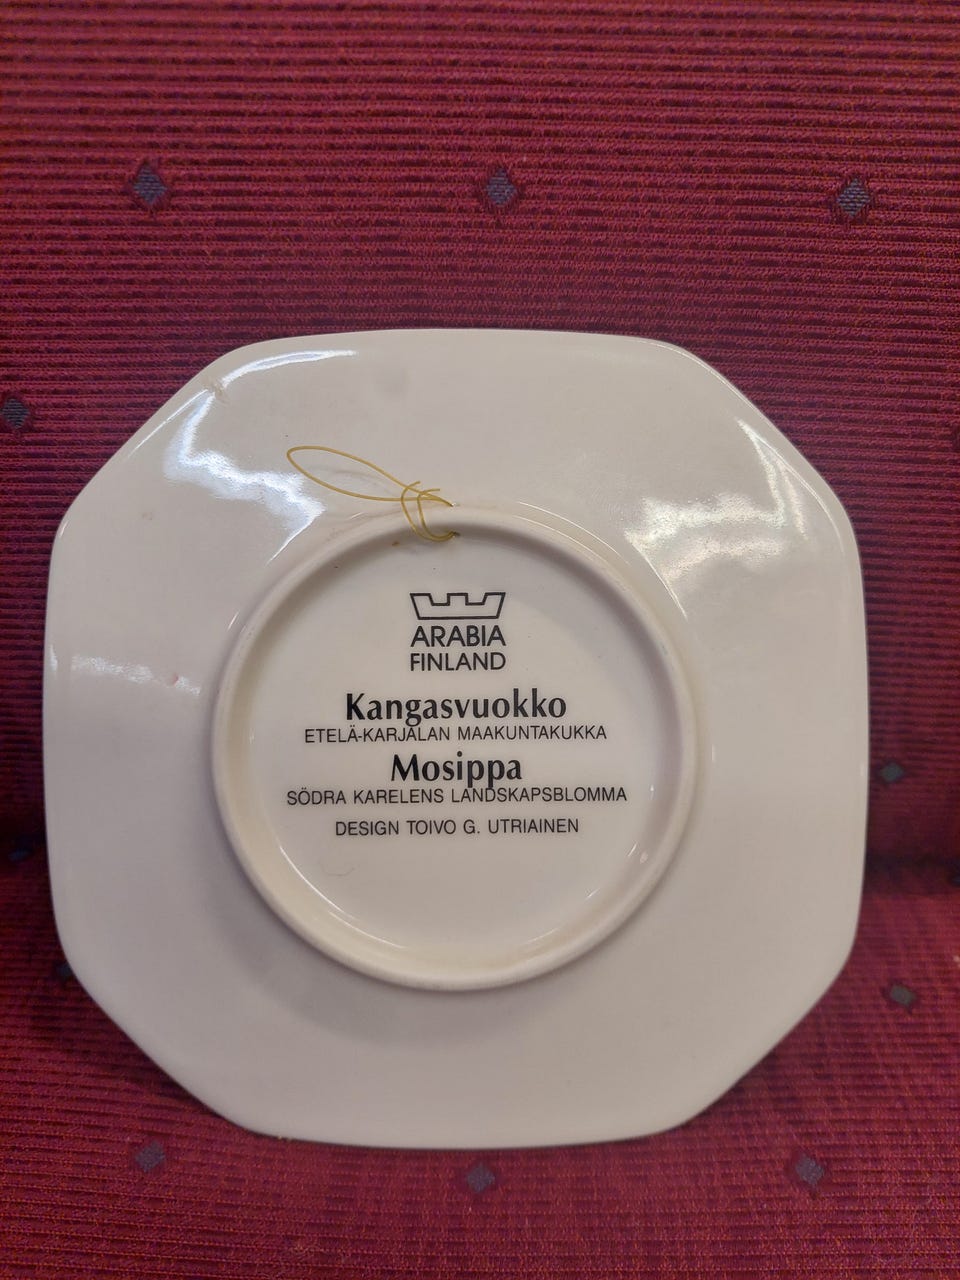 ARABIA
FINLAND
Kangasvuokko
ETELÄ-KARJALAN MAAKUNTAKUKKA
Mosippa
SÖDRA KARELENS LANDSKAPSBLOMMA
DESIGN TOIVO G. UTRIAINEN